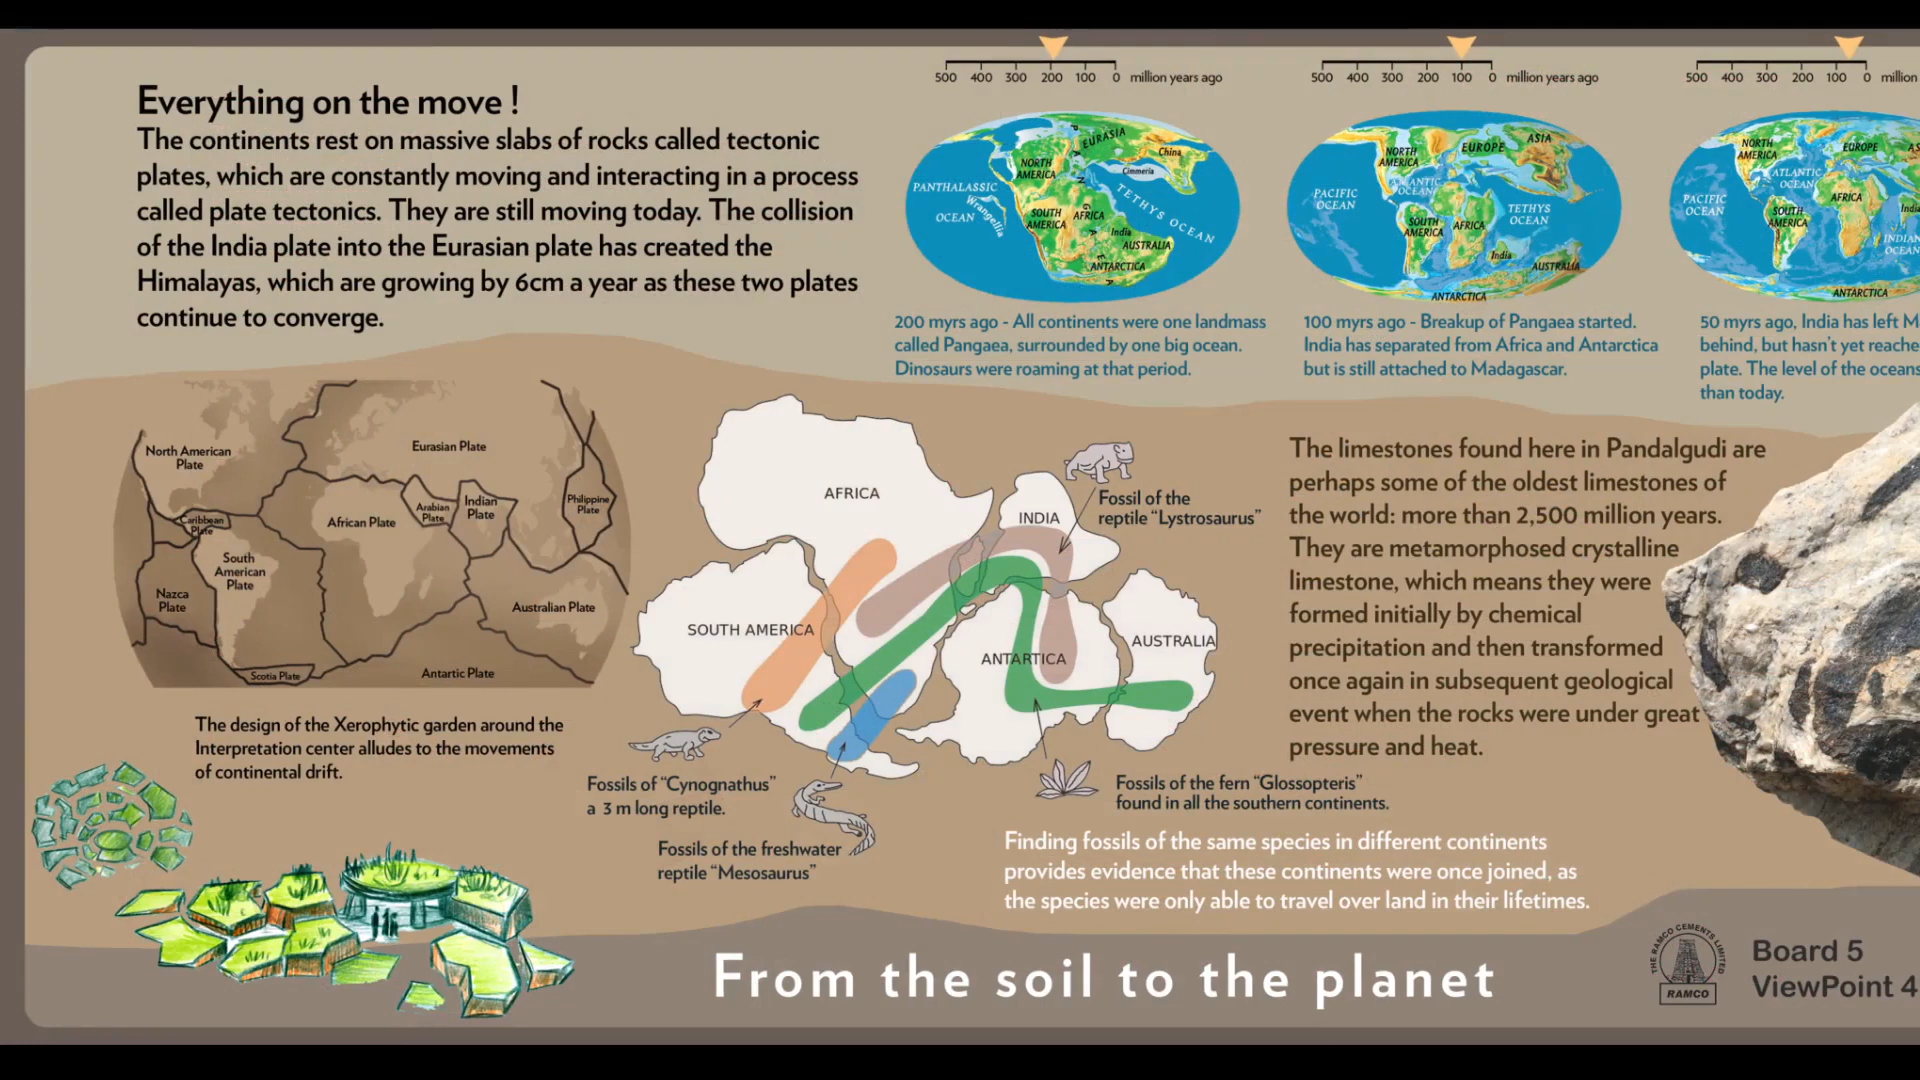 Everything on the move !
The continents rest on massive slabs of rocks called tectonic
plates, which are constantly moving and interacting in a process
called plate tectonics. They are still moving today. The collision
of the India plate into the Eurasian plate has created the
Himalayas, which are growing by 6cm a year as these two plates
continue to converge.
500 400 300 200 100 0 million years ago
PANTHALASSIC
OCEAN
Wrangellia
NORTH
AMERICA
EURASIA
China
Cimmeria
TETHYS OCEAN
SOUTH
AMERICA
AFRICA
India
AUSTRALIA
ANTARCTICA
PANGAEA
200 myrs ago - All continents were one landmass
called Pangaea, surrounded by one big ocean.
Dinosaurs were roaming at that period.
500 400 300 200 100 0 million years ago
NORTH
AMERICA
EUROPE
ASIA
PACIFIC
OCEAN
ATLANTIC
OCEAN
TETHYS
OCEAN
SOUTH
AMERICA
AFRICA
India
AUSTRALIA
ANTARCTICA
100 myrs ago - Breakup of Pangaea started.
India has separated from Africa and Antarctica
but is still attached to Madagascar.
500 400 300 200 100 0 million
NORTH
AMERICA
EUROPE
AS
ATLANTIC
OCEAN
PACIFIC
OCEAN
AFRICA
SOUTH
AMERICA
India
INDIAN
OCEAN
ANTARCTICA
50 myrs ago, India has left M
behind, but hasn't yet reache
plate. The level of the oceans
than today.
North American
Plate
Eurasian Plate
Caribbean
Plate
African Plate
Arabian
Plate
Indian
Plate
Philippine
Plate
South
American
Plate
Nazca
Plate
Australian Plate
Scotia Plate
Antartic Plate
The design of the Xerophytic garden around the
Interpretation center alludes to the movements
of continental drift.
AFRICA
INDIA
SOUTH AMERICA
ANTARTICA
AUSTRALIA
Fossil of the
reptile “Lystrosaurus”
Fossils of “Cynognathus”
a 3 m long reptile.
Fossils of the freshwater
reptile “Mesosaurus”
Fossils of the fern “Glossopteris”
found in all the southern continents.
Finding fossils of the same species in different continents
provides evidence that these continents were once joined, as
the species were only able to travel over land in their lifetimes.
The limestones found here in Pandalgudi are
perhaps some of the oldest limestones of
the world: more than 2,500 million years.
They are metamorphosed crystalline
limestone, which means they were
formed initially by chemical
precipitation and then transformed
once again in subsequent geological
event when the rocks were under great
pressure and heat.
From the soil to the planet
THE RAMCO CEMENTS LIMITED
RAMCO
Board 5
ViewPoint 4